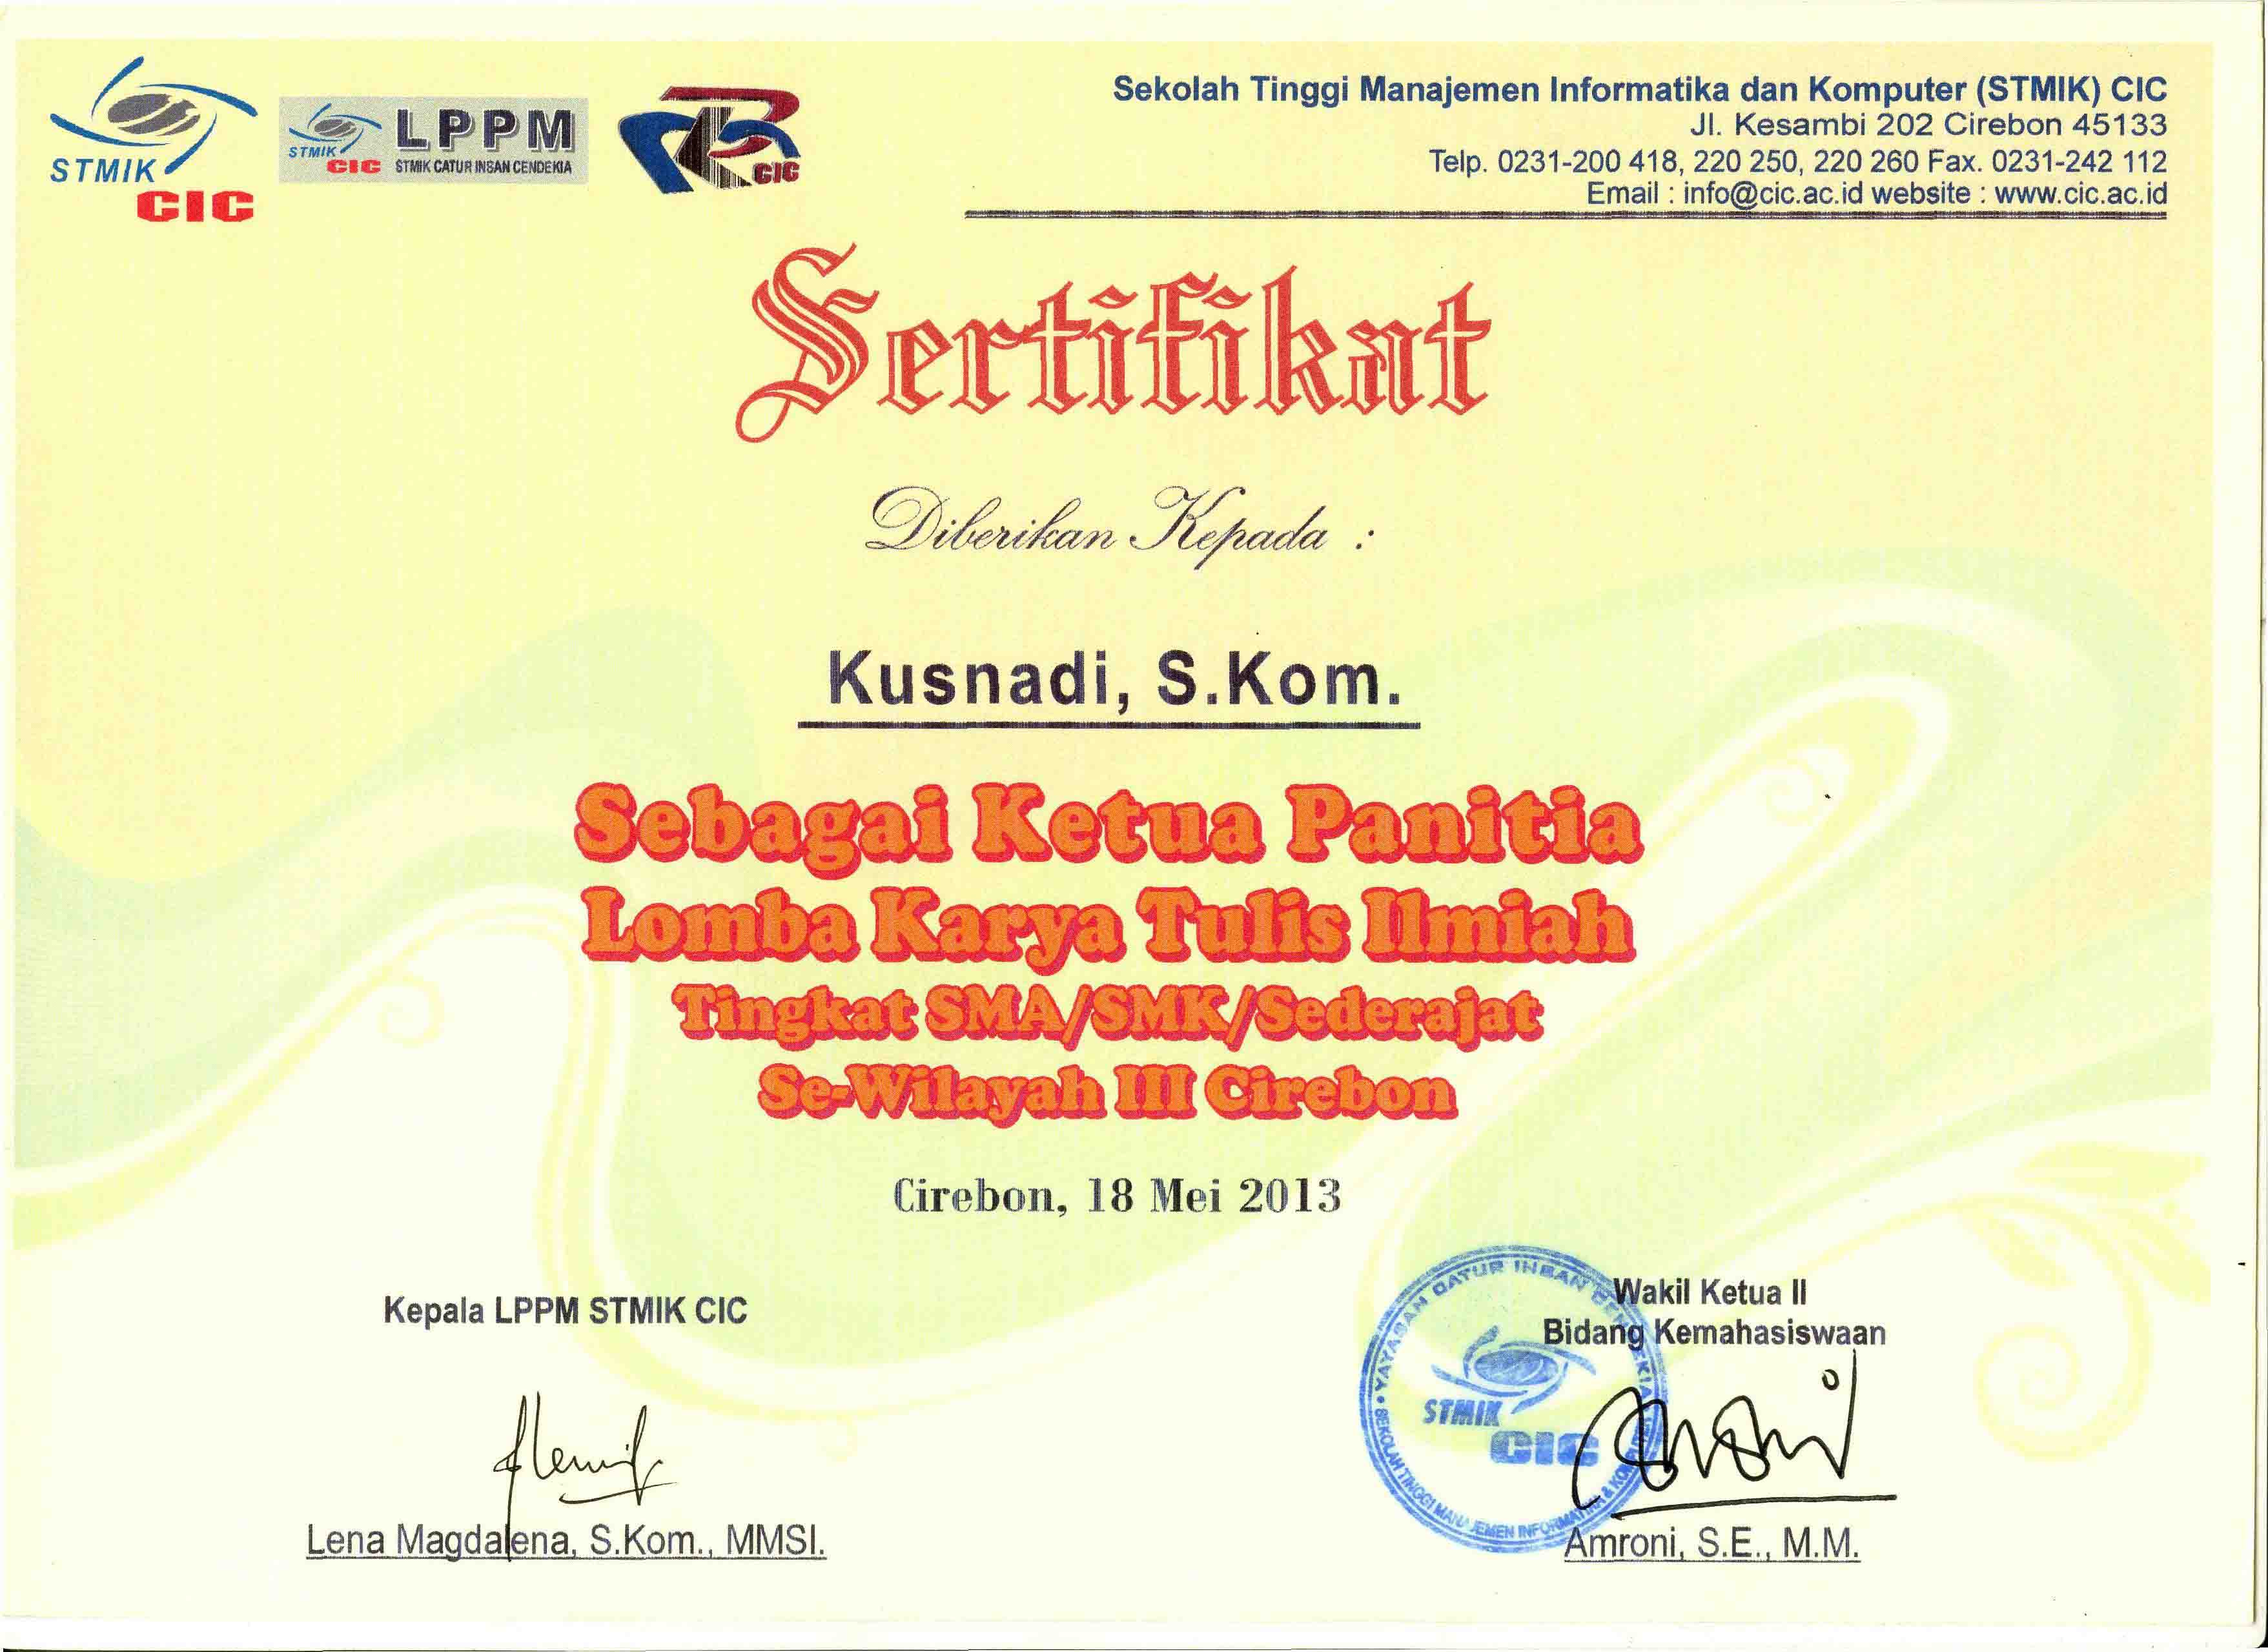 STMIK
CIC
STMIK
CIC
LPPM
STMIK CATUR INSAN CENDEKIA
CIC
Sekolah Tinggi Manajemen Informatika dan Komputer (STMIK) CIC
Jl. Kesambi 202 Cirebon 45133
Telp. 0231-200 418, 220 250, 220 260 Fax. 0231-242 112
Email : info@cic.ac.id website : www.cic.ac.id
Sertifikat
Diberikan Kepada :
Kusnadi, S.Kom.
Sebagai Ketua Panitia
Lomba Karya Tulis Ilmiah
Tingkat SMA/SMK/Sederajat
Se-Wilayah III Cirebon
Cirebon, 18 Mei 2013
Kepala LPPM STMIK CIC
Lena Magdalena, S.Kom., MMSI.
Wakil Ketua II
Bidang Kemahasiswaan
YAYASAN CATUR INSAN CENDEKIA
SEKOLAH TINGGI MANAJEMEN INFORMATIKA & KOMPUTER
STMIK
CIC
Amroni, S.E., M.M.